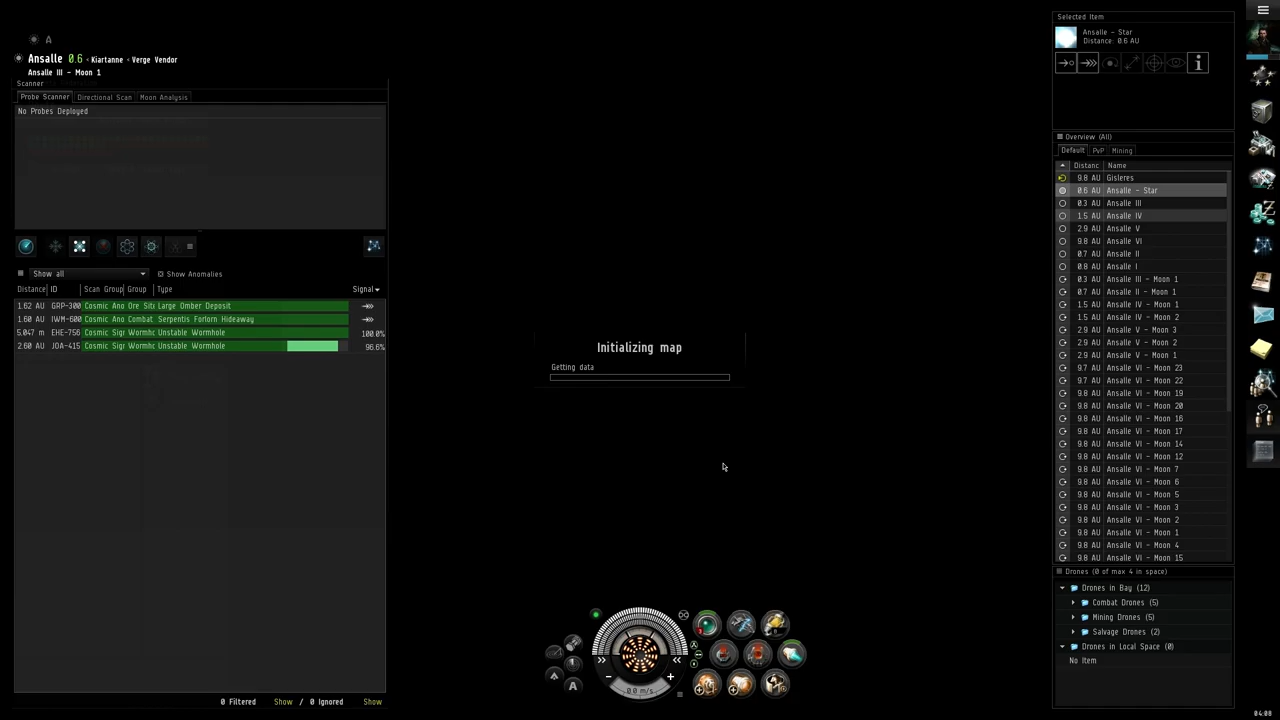 A
Ansalle 0.6 ‹ Kiartanne ‹ Verge Vendor
Ansalle III - Moon 1
Scanner
Probe Scanner Directional Scan Moon Analysis
No Probes Deployed
Show all
Show Anomalies
Distance ID Scan Group Group Type Signal
1.62 AU GRP-300 Cosmic Ano Ore Sit Large Omber Deposit
1.60 AU IWM-600 Cosmic Ano Combat Serpentis Forlorn Hideaway
5.047 m EHE-756 Cosmic Sigr Wormho Unstable Wormhole 100.0%
2.60 AU JOA-415 Cosmic Sigr Wormho Unstable Wormhole 96.6%
0 Filtered Show / 0 Ignored Show
Initializing map
Getting data
0.0 m/s
A
Selected Item
Ansalle - Star
Distance: 0.6 AU
Overview (All)
Default PvP Mining
Distanc Name
9.8 AU Gisleres
0.6 AU Ansalle - Star
0.3 AU Ansalle III
1.5 AU Ansalle IV
2.9 AU Ansalle V
9.8 AU Ansalle VI
0.7 AU Ansalle II
0.8 AU Ansalle I
0.3 AU Ansalle III - Moon 1
0.7 AU Ansalle II - Moon 1
1.5 AU Ansalle IV - Moon 1
1.5 AU Ansalle IV - Moon 2
2.9 AU Ansalle V - Moon 3
2.9 AU Ansalle V - Moon 2
2.9 AU Ansalle V - Moon 1
9.7 AU Ansalle VI - Moon 23
9.7 AU Ansalle VI - Moon 22
9.8 AU Ansalle VI - Moon 19
9.8 AU Ansalle VI - Moon 20
9.8 AU Ansalle VI - Moon 16
9.8 AU Ansalle VI - Moon 17
9.8 AU Ansalle VI - Moon 14
9.8 AU Ansalle VI - Moon 12
9.8 AU Ansalle VI - Moon 7
9.8 AU Ansalle VI - Moon 6
9.8 AU Ansalle VI - Moon 5
9.8 AU Ansalle VI - Moon 3
9.8 AU Ansalle VI - Moon 2
9.8 AU Ansalle VI - Moon 1
9.8 AU Ansalle VI - Moon 4
9.8 AU Ansalle VI - Moon 15
Drones (0 of max 4 in space)
Drones in Bay (12)
Combat Drones (5)
Mining Drones (5)
Salvage Drones (2)
Drones in Local Space (0)
No Item
04:08